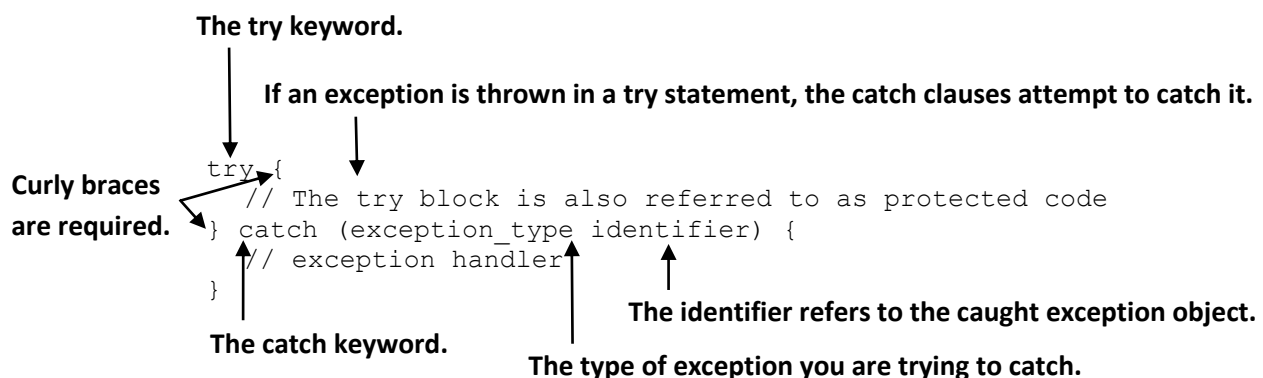 The try keyword.
If an exception is thrown in a try statement, the catch clauses attempt to catch it.
try {
Curly braces
are required.
// The try block is also referred to as protected code
} catch (exception_type identifier) {
// exception handler
}
The identifier refers to the caught exception object.
The catch keyword.
The type of exception you are trying to catch.